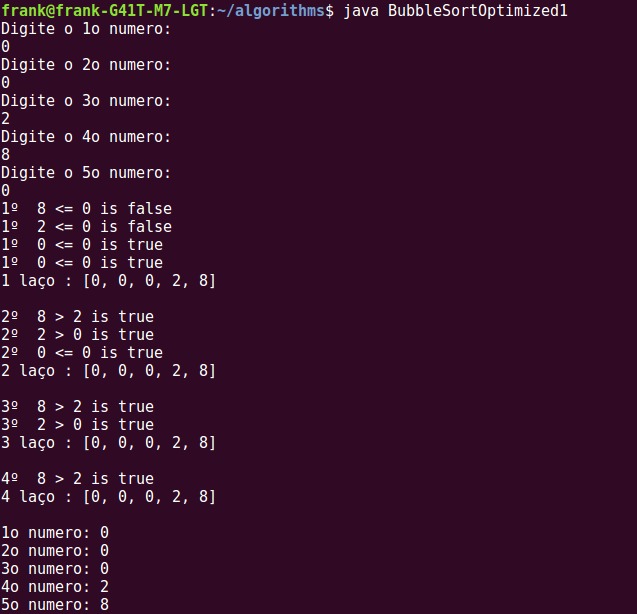 frank@frank-G41T-M7-LGT:~/algorithms$ java BubbleSortOptimized1
Digite o 1o numero:
0
Digite o 2o numero:
0
Digite o 3o numero:
2
Digite o 4o numero:
8
Digite o 5o numero:
0
1º  8 <= 0 is false
1º  2 <= 0 is false
1º  0 <= 0 is true
1º  0 <= 0 is true
1 laço : [0, 0, 0, 2, 8]

2º  8 > 2 is true
2º  2 > 0 is true
2º  0 <= 0 is true
2 laço : [0, 0, 0, 2, 8]

3º  8 > 2 is true
3º  2 > 0 is true
3 laço : [0, 0, 0, 2, 8]

4º  8 > 2 is true
4 laço : [0, 0, 0, 2, 8]

1o numero: 0
2o numero: 0
3o numero: 0
4o numero: 2
5o numero: 8